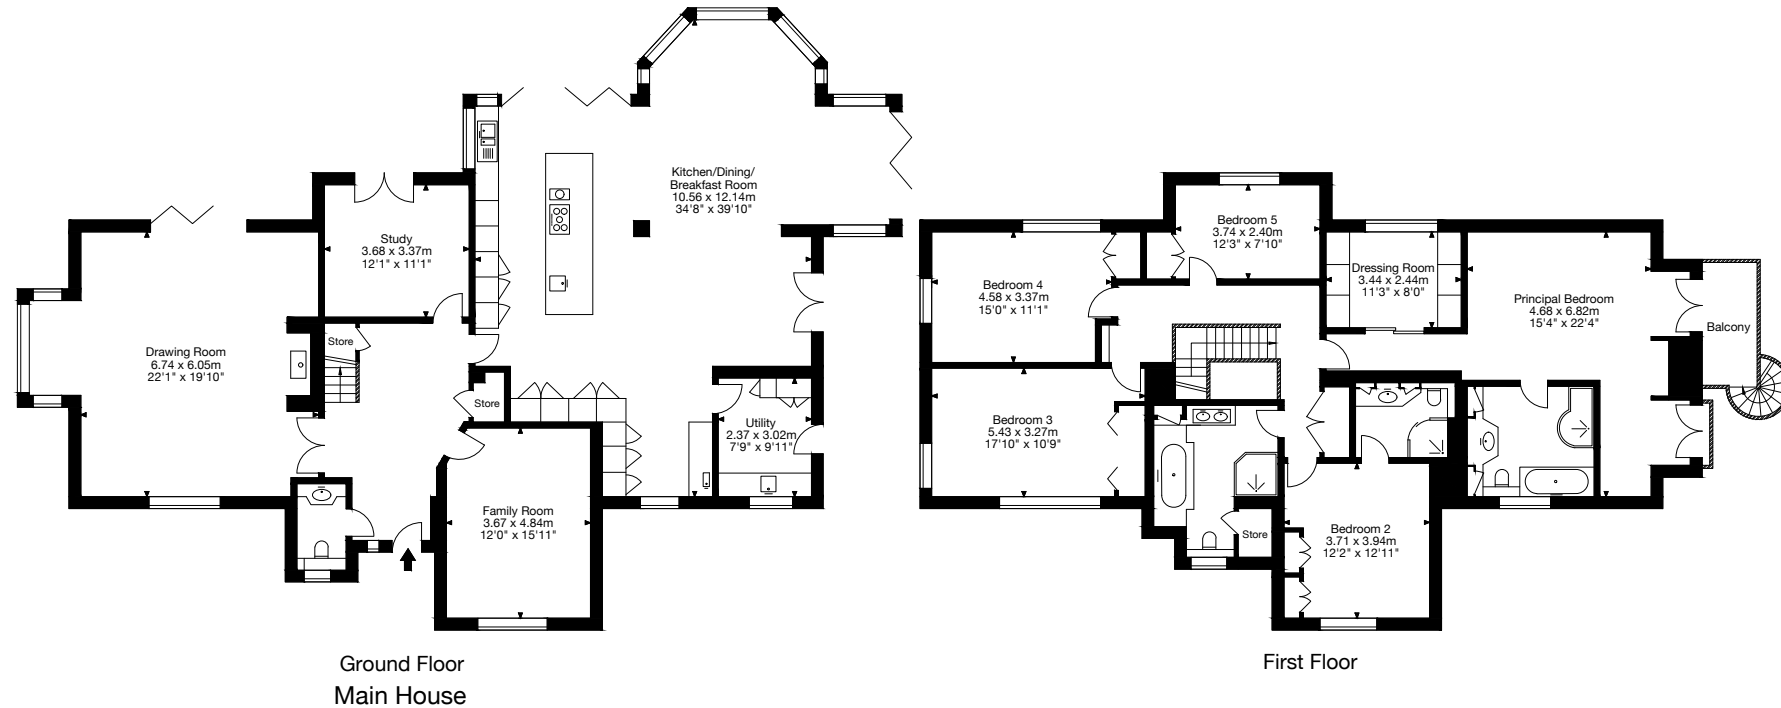 Kitchen/Dining/
Breakfast Room
10.56 x 12.14m
34'8" x 39'10"
Study
3.68 x 3.37m
12'1" x 11'1"
Store
Drawing Room
6.74 x 6.05m
22'1" x 19'10"
Store
Utility
2.37 x 3.02m
7'9" x 9'11"
Family Room
3.67 x 4.84m
12'0" x 15'11"
Ground Floor
Main House
Bedroom 5
3.74 x 2.40m
12'3" x 7'10"
Bedroom 4
4.58 x 3.37m
15'0" x 11'1"
Dressing Room
3.44 x 2.44m
11'3" x 8'0"
Principal Bedroom
4.68 x 6.82m
15'4" x 22'4"
Balcony
Bedroom 3
5.43 x 3.27m
17'10" x 10'9"
Store
Bedroom 2
3.71 x 3.94m
12'2" x 12'11"
First Floor